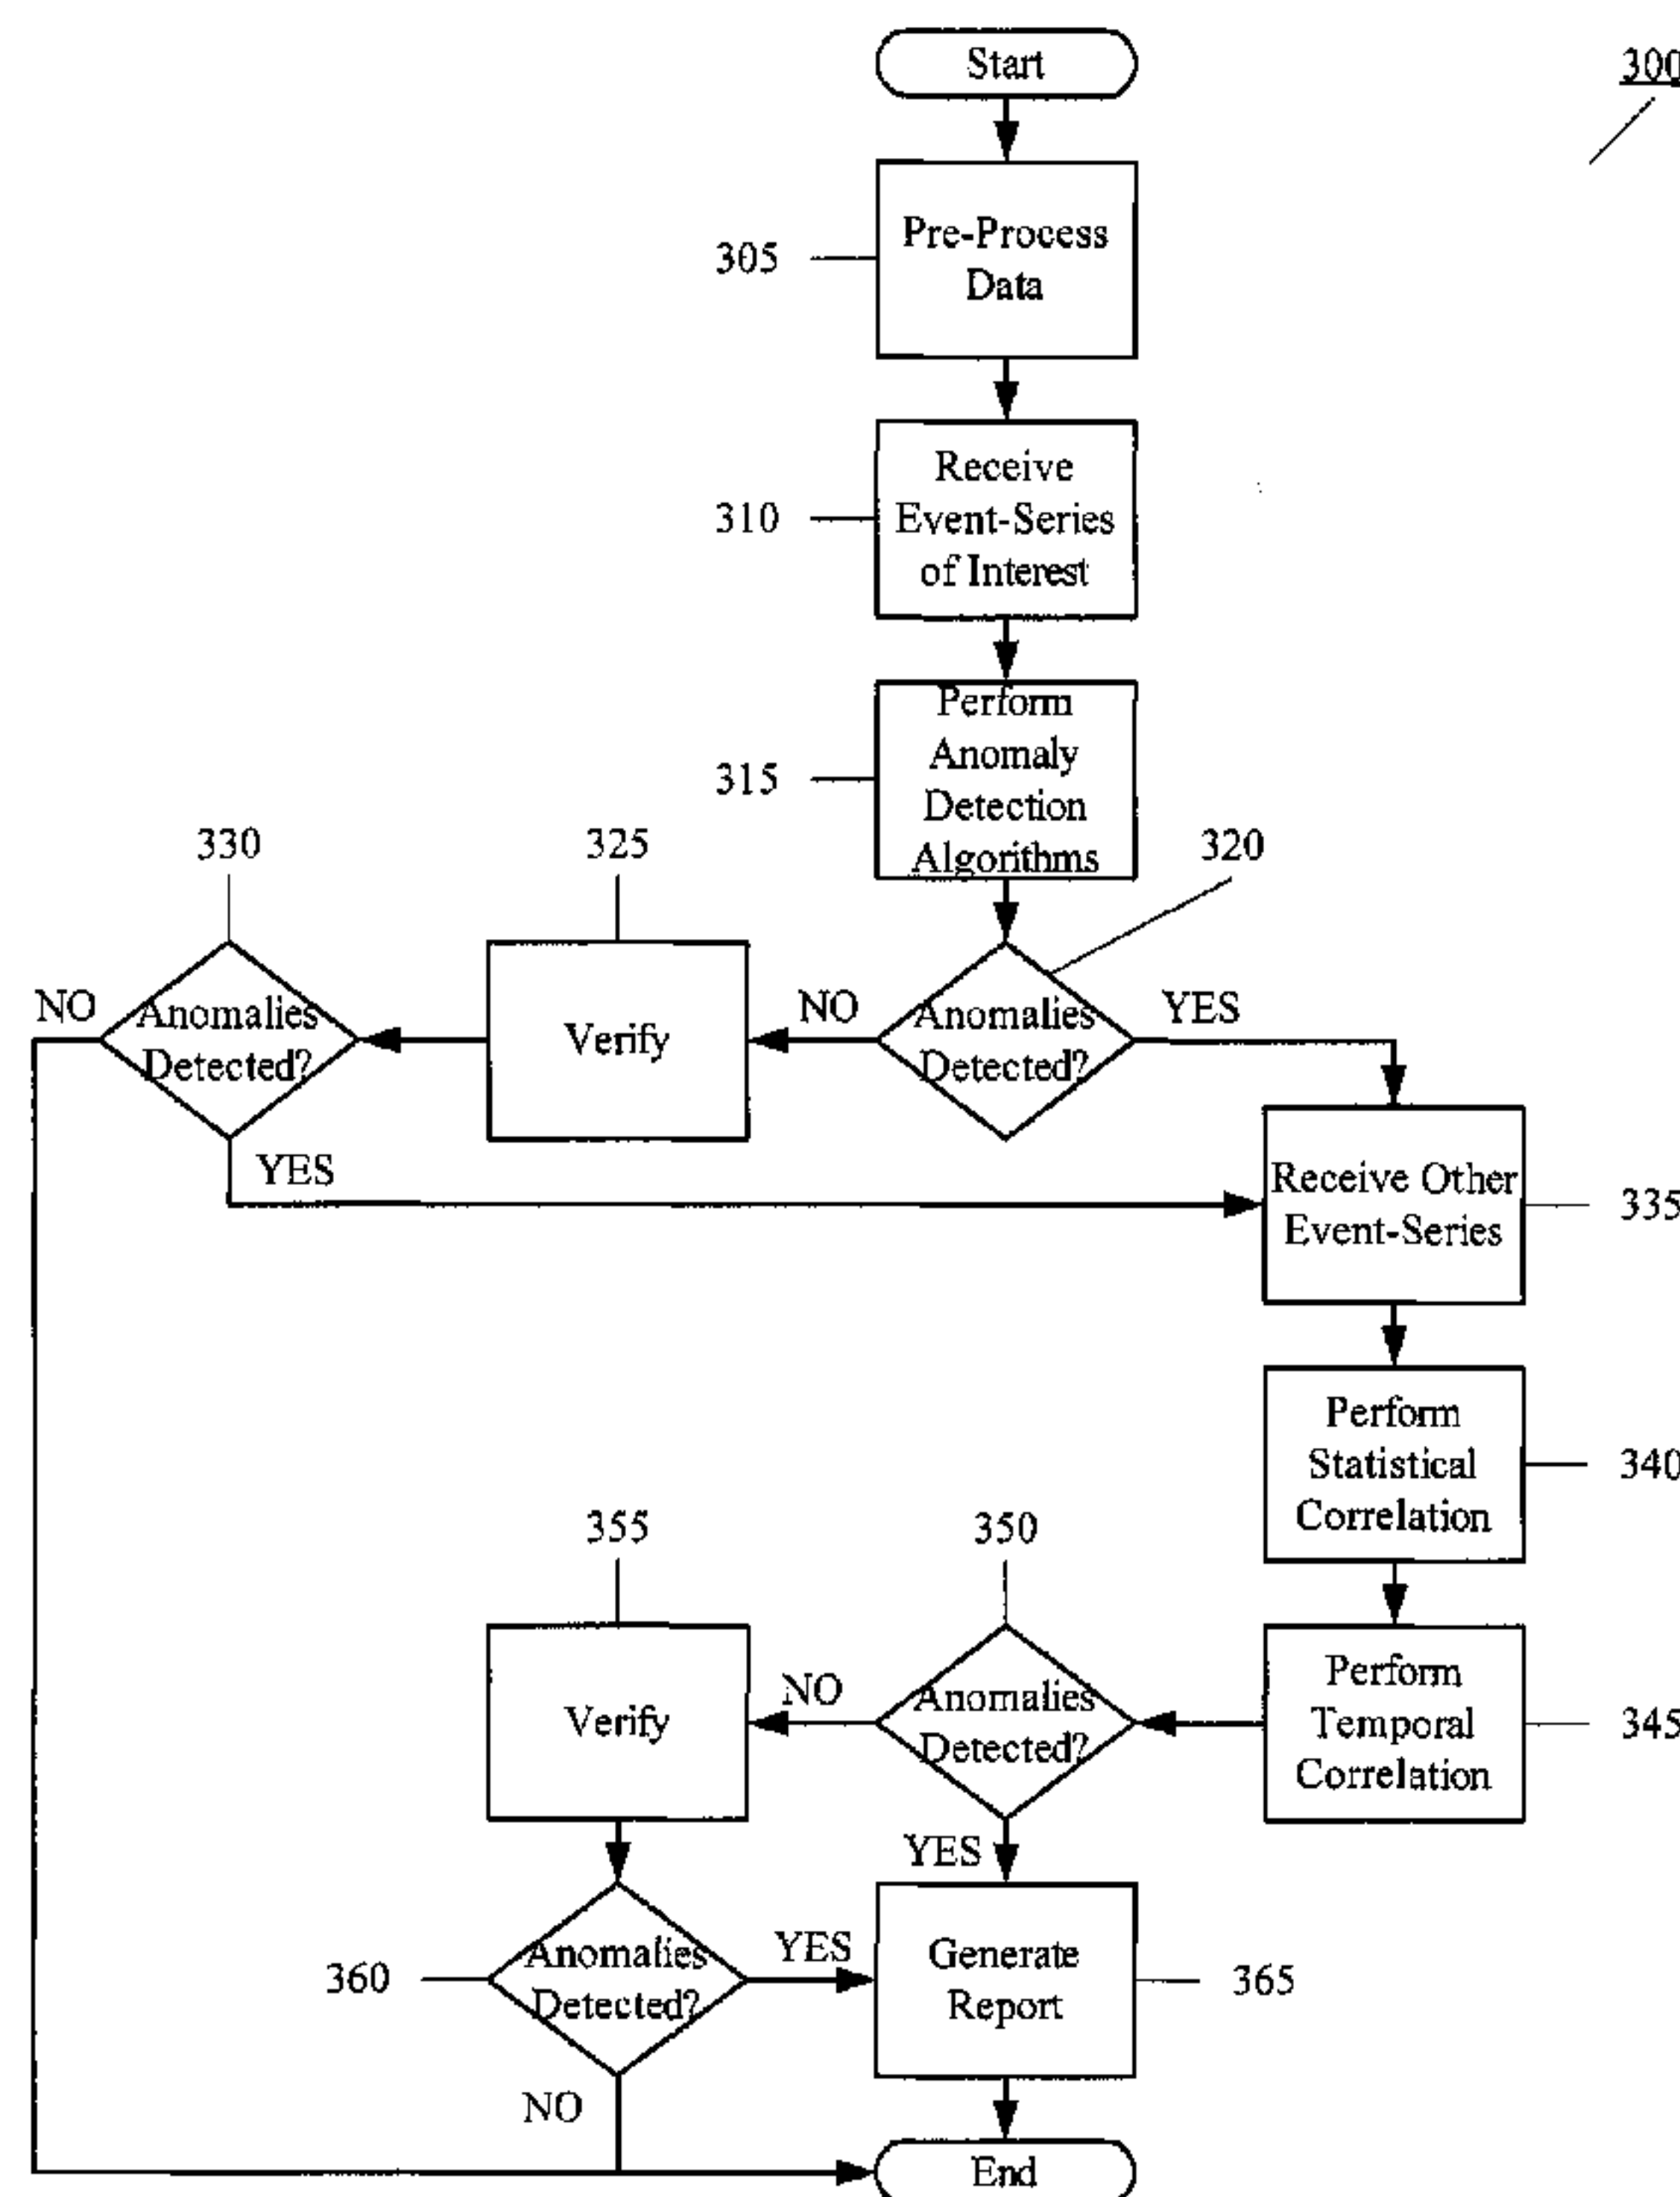 Start
300
305
Pre-Process
Data
310
Receive
Event-Series
of Interest
315
Perform
Anomaly
Detection
Algorithms
330
325
320
NO
Anomalies
Detected?
Verify
NO
Anomalies
Detected?
YES
YES
Receive Other
Event-Series
335
Perform
Statistical
Correlation
340
355
350
Verify
NO
Anomalies
Detected?
Perform
Temporal
Correlation
345
YES
360
Anomalies
Detected?
YES
Generate
Report
365
NO
End